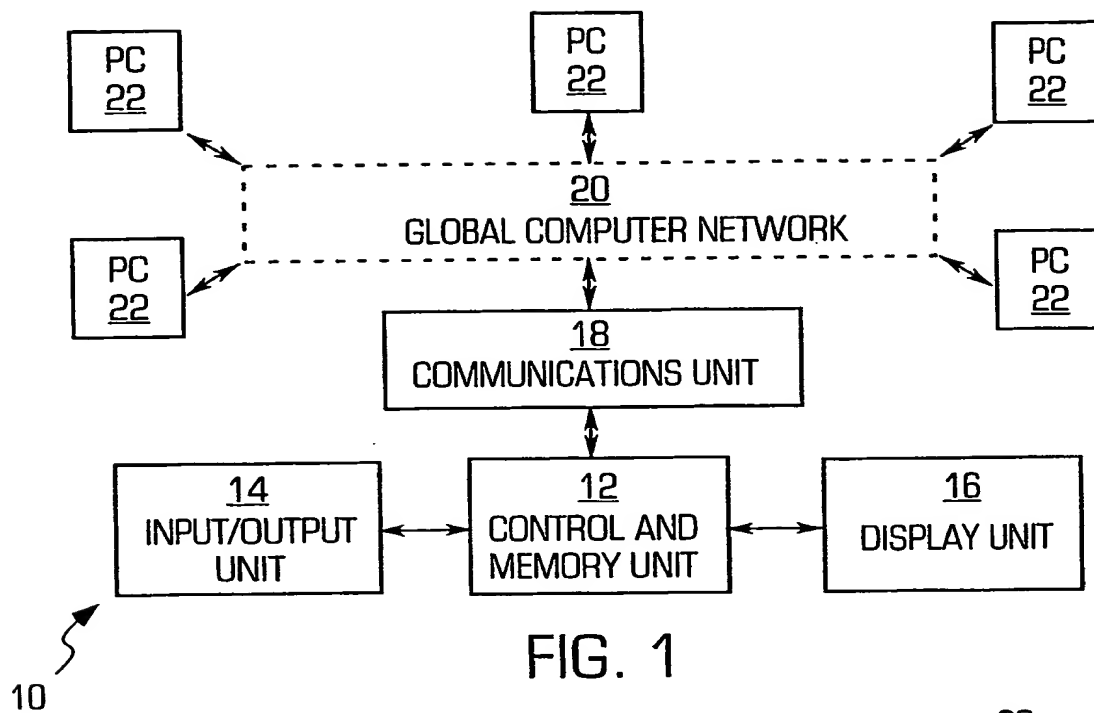 PC
22
PC
22
PC
22
20
GLOBAL COMPUTER NETWORK
PC
22
PC
22
18
COMMUNICATIONS UNIT
14
INPUT/OUTPUT
UNIT
12
CONTROL AND
MEMORY UNIT
16
DISPLAY UNIT
FIG. 1
10